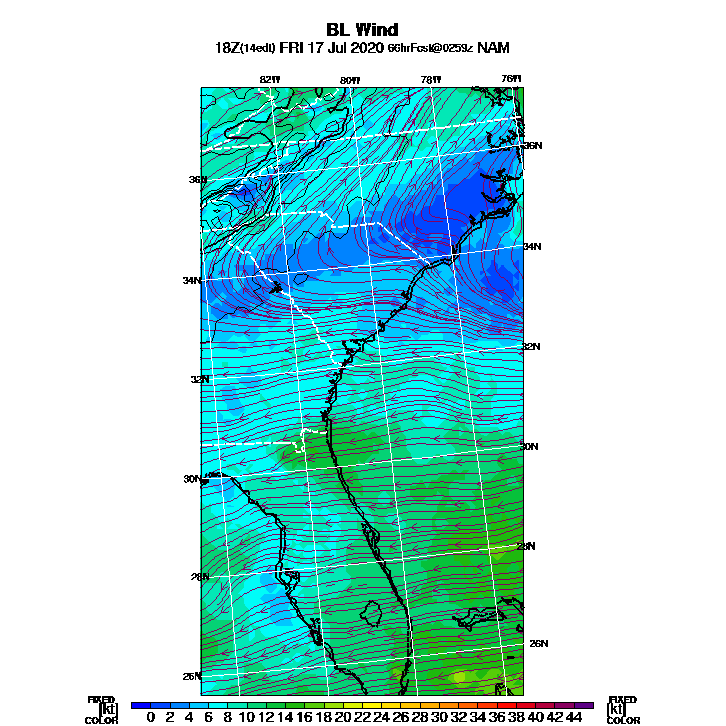 BL Wind
18Z(14edt) FRI 17 Jul 2020 66hrFcst@0259z NAM
82W 80W 78W 76W
36N
36N
34N
34N
32N
32N
30N
30N
28N
28N
26N
26N
FIXED FIXED
[kt] 0 2 4 6 8 10 12 14 16 18 20 22 24 26 28 30 32 34 36 38 40 42 44 [kt]
COLOR COLOR